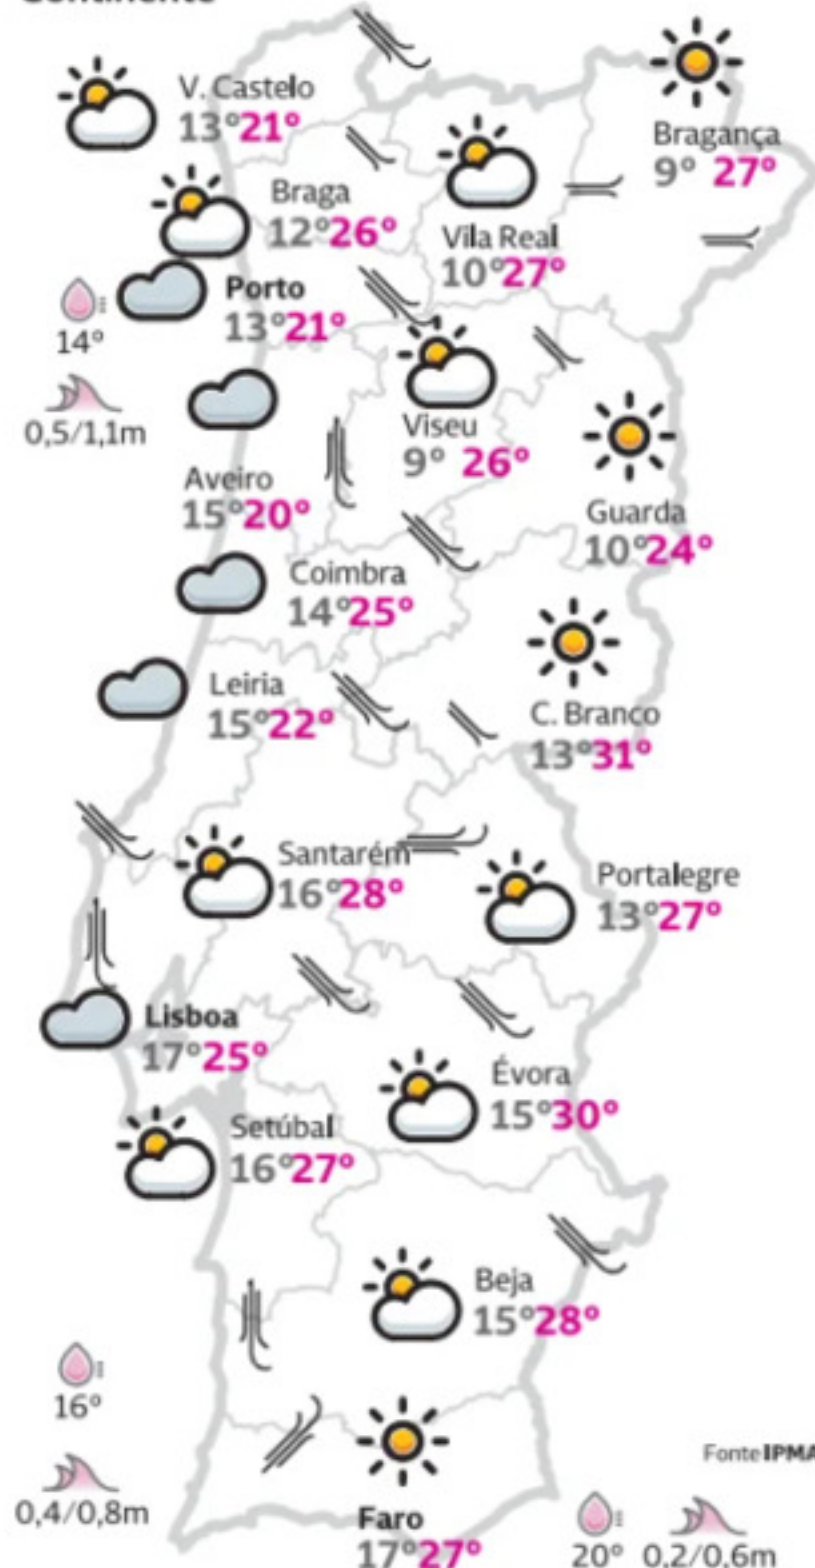 Continente
V. Castelo
13° 21°
Bragança
9° 27°
Braga
12° 26°
Vila Real
10° 27°
Porto
13° 21°
14°
0,5/1,1m
Viseu
9° 26°
Aveiro
15° 20°
Guarda
10° 24°
Coimbra
14° 25°
Leiria
15° 22°
C. Branco
13° 31°
Santarém
16° 28°
Portalegre
13° 27°
Lisboa
17° 25°
Évora
15° 30°
Setúbal
16° 27°
Beja
15° 28°
16°
0,4/0,8m
Fonte IPMA
Faro
17° 27°
20° 0,2/0,6m